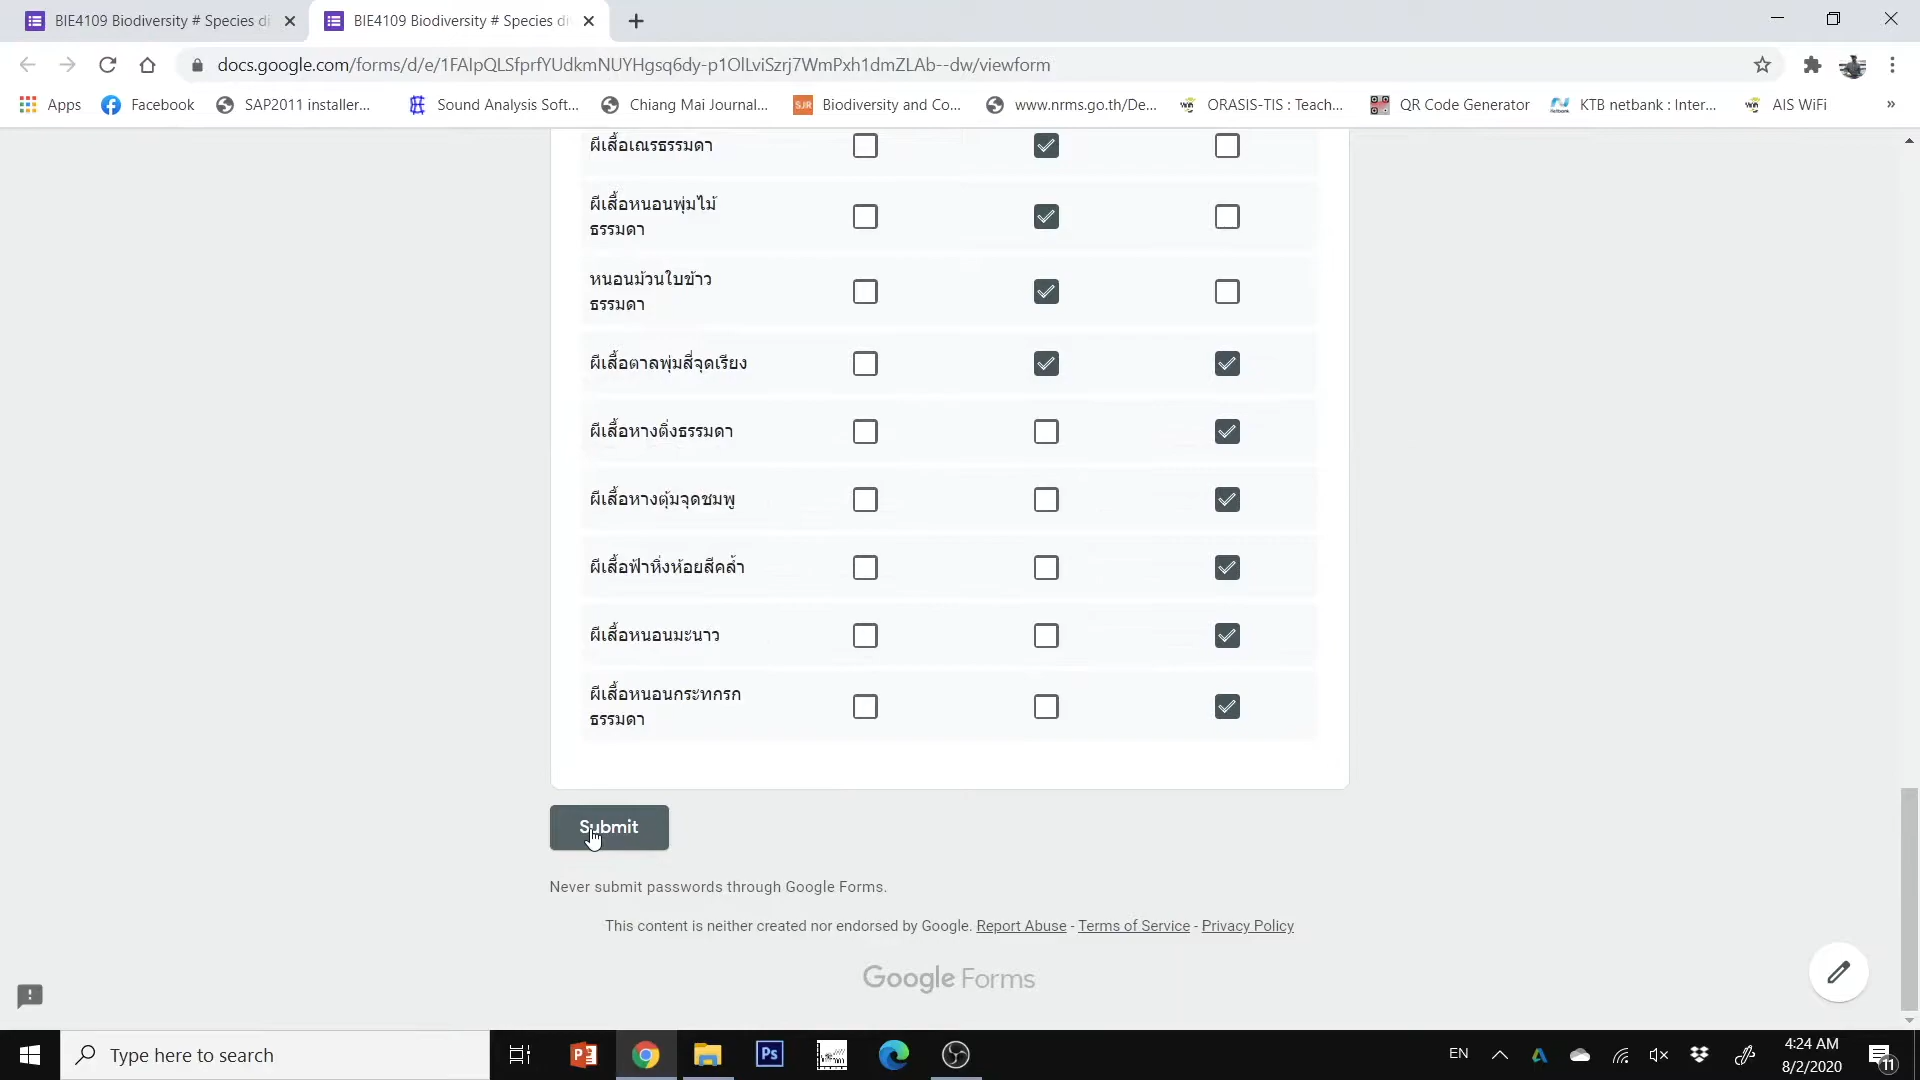 BIE4109 Biodiversity # Species di
BIE4109 Biodiversity # Species di
docs.google.com/forms/d/e/1FAIpQLSfprfYUdkmNUYHgsq6dy-p1OlLviSzrj7WmPxh1dmZLAb--dw/viewform
Apps
Facebook
SAP2011 installer...
Sound Analysis Soft...
Chiang Mai Journal...
SJR
Biodiversity and Co...
www.nrms.go.th/De...
ORASIS-TIS : Teach...
QR Code Generator
KTB netbank : Inter...
AIS WiFi
»
ผีเสื้อเณรธรรมดา
ผีเสื้อหนอนพุ่มไม้
ธรรมดา
หนอนม้วนใบข้าว
ธรรมดา
ผีเสื้อตาลพุ่มสี่จุดเรียง
ผีเสื้อหางติ่งธรรมดา
ผีเสื้อหางตุ้มจุดชมพู
ผีเสื้อฟ้าหิ่งห้อยสีคล้ำ
ผีเสื้อหนอนมะนาว
ผีเสื้อหนอนกระทกรก
ธรรมดา
Submit
Never submit passwords through Google Forms.
This content is neither created nor endorsed by Google. Report Abuse - Terms of Service - Privacy Policy
Google Forms
Type here to search
Ps
EN
4:24 AM
8/2/2020
11